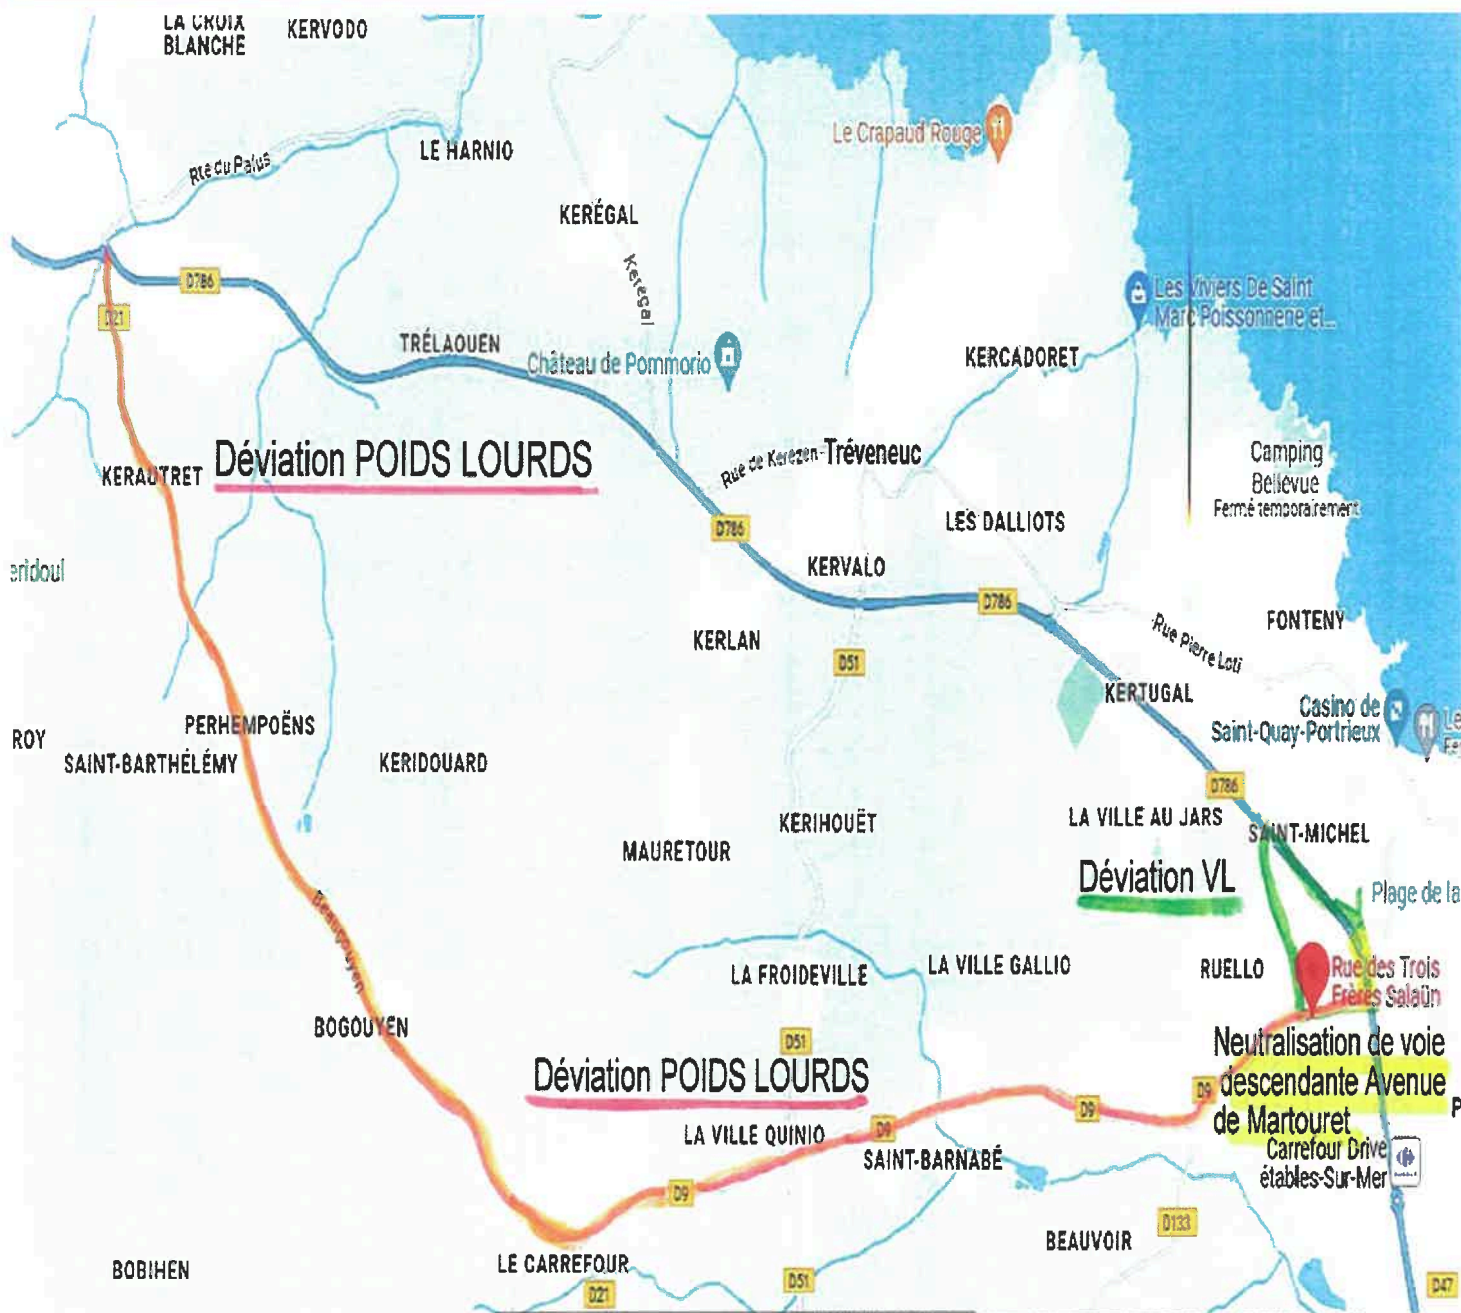 LA CROIX
BLANCHE
KERVODO
Rte du Palus
LE HARNIO
Le Crapaud Rouge
KERÉGAL
Keregal
D786
D21
Les Viviers De Saint
Marc Poissonnerie et...
TRÉLAOUEN
Château de Pommorio
KERCADORET
KERAUTRET
Déviation POIDS LOURDS
Rue de Kerezen
Tréveneuc
Camping
Bellevue
Fermé temporairement
D786
LES DALLIOTS
eridoul
KERVALO
D786
KERLAN
D51
Rue Pierre Loti
FONTENY
KERTUGAL
Casino de
Saint-Quay-Portrieux
Le
Fer
ROY
PERHEMPOËNS
SAINT-BARTHÉLÉMY
KERIDOUARD
D786
LA VILLE AU JARS
KERIHOUËT
SAINT-MICHEL
MAURETOUR
Déviation VL
Plage de la
Beaugouyen
LA FROIDEVILLE
LA VILLE GALLIO
RUELLO
Rue des Trois
Frères Salaün
BOGOUYEN
D51
Neutralisation de voie
descendante Avenue
de Martouret
P
Déviation POIDS LOURDS
D9
D9
D9
LA VILLE QUINIO
SAINT-BARNABÉ
Carrefour Drive
étables-Sur-Mer
D9
D133
BEAUVOIR
BOBIHEN
LE CARREFOUR
D21
D51
D47